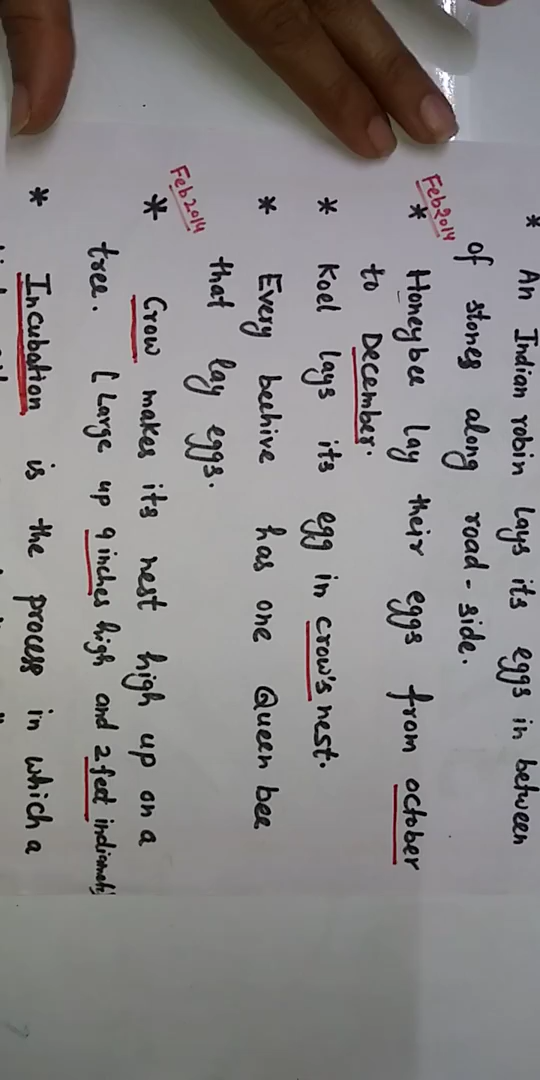 * An Indian robin lays its eggs in between
of stones along road-side.
Feb2014
* Honeybee lay their eggs from october
to December.
* Koel lays its egg in crow's nest.
* Every beehive has one Queen bee
that lay eggs.
Feb2014
* Crow makes its nest high up on a
tree. (Large up 9 inches high and 2 feet
* Incubation is the process in which a